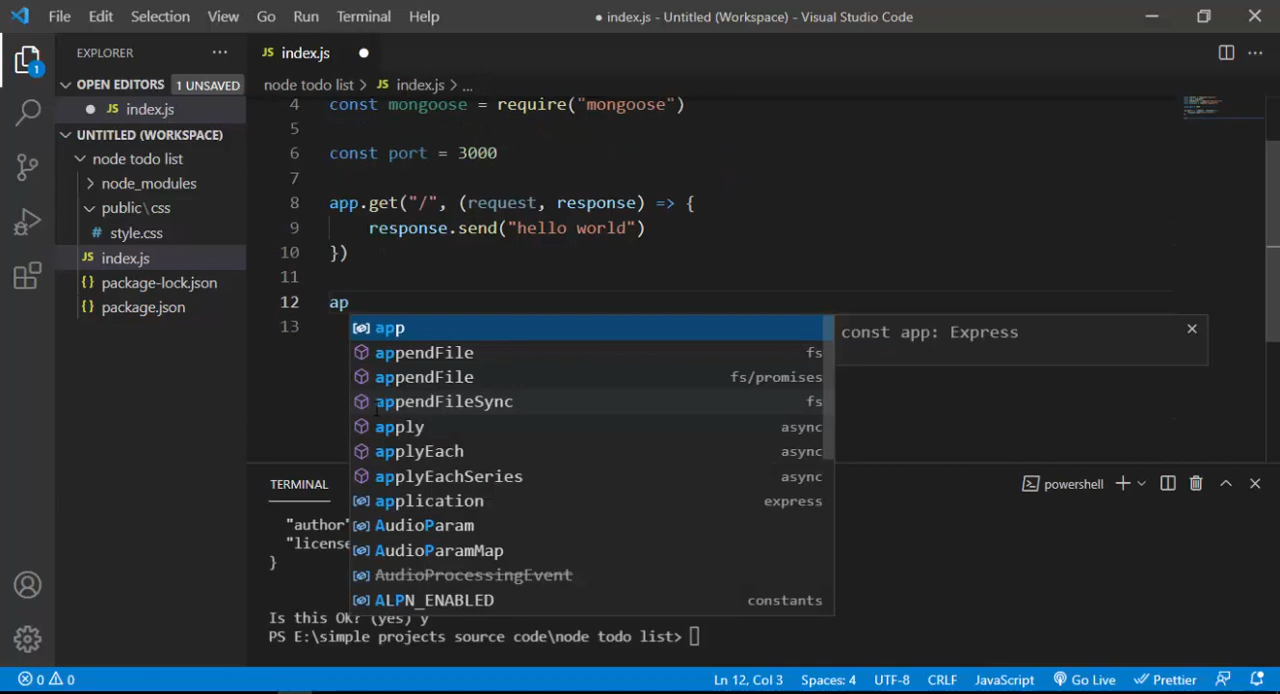 File Edit Selection View Go Run Terminal Help ● index.js - Untitled (Workspace) - Visual Studio Code
EXPLORER ...
JS index.js ●
OPEN EDITORS 1 UNSAVED
● JS index.js
UNTITLED (WORKSPACE)
node todo list
node_modules
public\css
# style.css
JS index.js
{} package-lock.json
{} package.json
1
node todo list > JS index.js > ...
4 const mongoose = require("mongoose")
5
6 const port = 3000
7
8 app.get("/", (request, response) => {
9 response.send("hello world")
10 })
11
12 ap
13
app
appendFile fs
appendFile fs/promises
appendFileSync fs
apply async
applyEach async
applyEachSeries async
application express
AudioParam
AudioParamMap
AudioProcessingEvent
ALPN_ENABLED constants
const app: Express
TERMINAL
powershell
"author"
"license
}
Is this Ok? (yes) y
PS E:\simple projects source code\node todo list>
0 0 Ln 12, Col 3 Spaces: 4 UTF-8 CRLF JavaScript Go Live Prettier